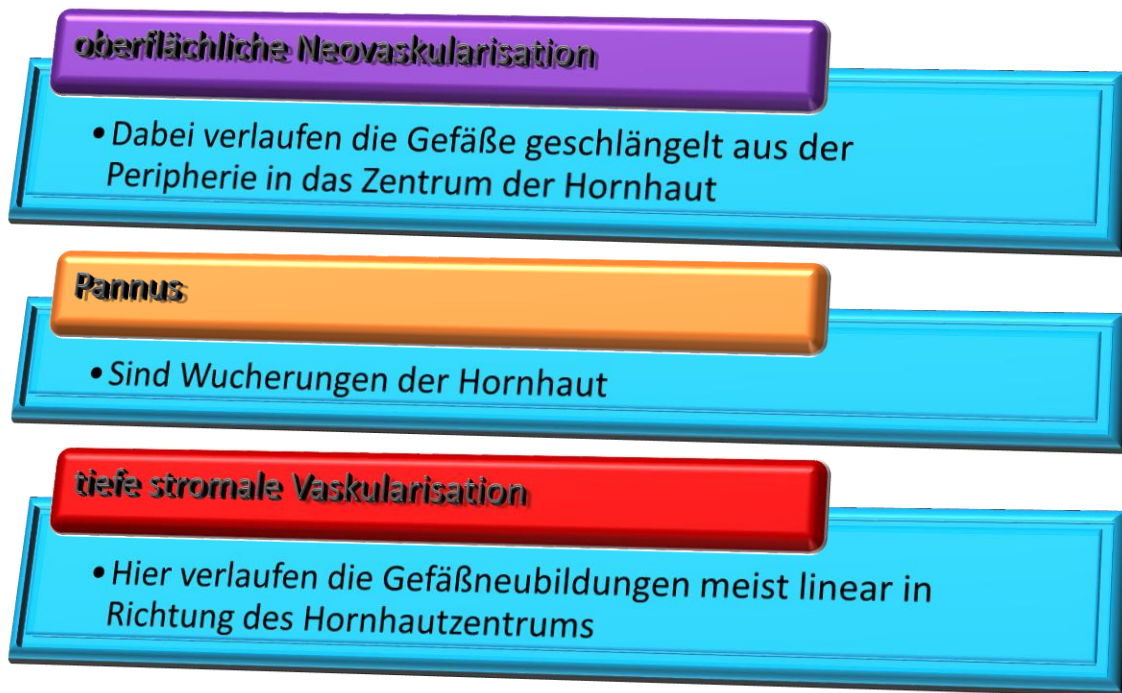 oberflächliche Neovaskularisation
• Dabei verlaufen die Gefäße geschlängelt aus der
Peripherie in das Zentrum der Hornhaut
Pannus
• Sind Wucherungen der Hornhaut
tiefe stromale Vaskularisation
• Hier verlaufen die Gefäßneubildungen meist linear in
Richtung des Hornhautzentrums